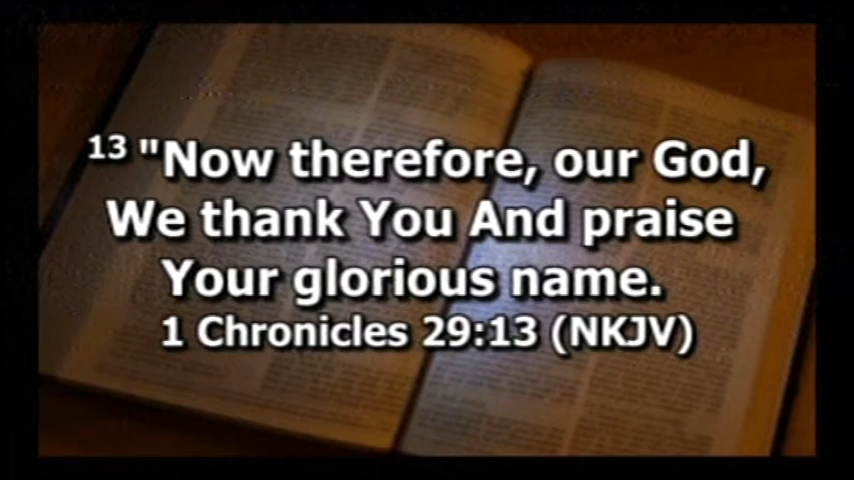 13 "Now therefore, our God,
We thank You And praise
Your glorious name.
1 Chronicles 29:13 (NKJV)